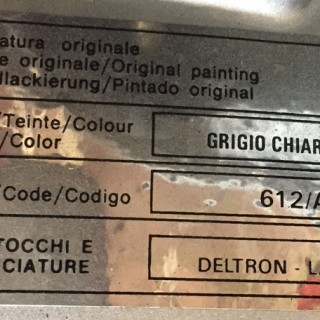 atura originale
e originale/Original painting
llackierung/Pintado original
/Teinte/Colour
/Color
GRIGIO CHIAR
/Code/Codigo
612/A
TOCCHI E
CIATURE
DELTRON - L